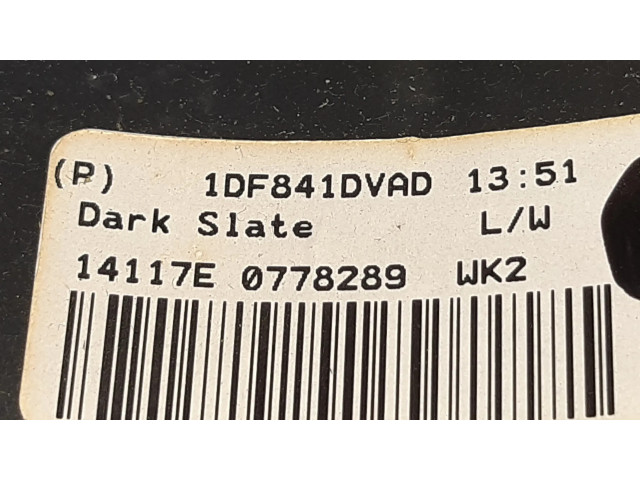 (P) 1DF841DVAD 13:51
Dark Slate L/W
14117E 0778289 WK2